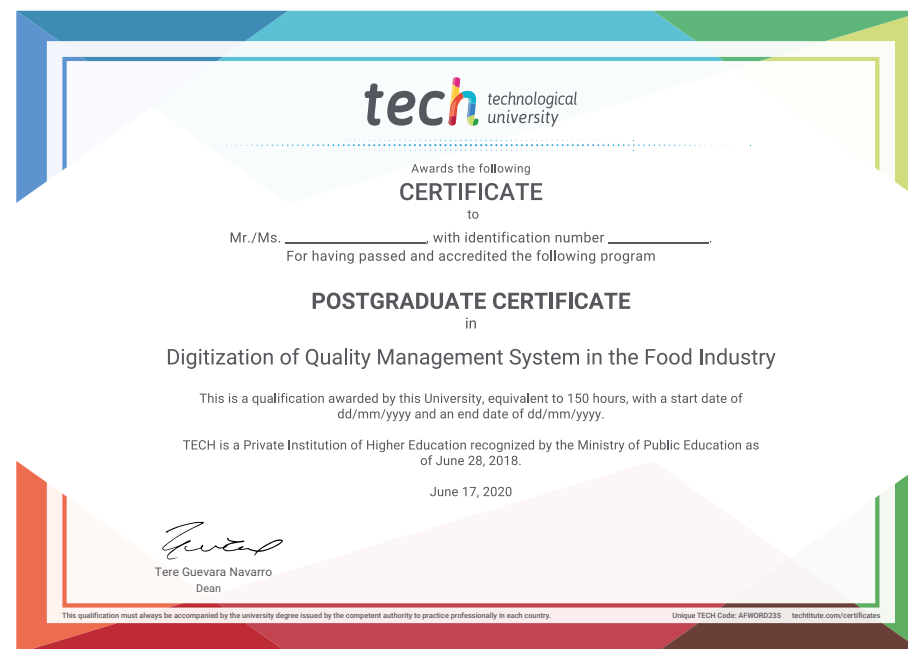 tech technological
university
Awards the following
CERTIFICATE
to
Mr./Ms. ____________, with identification number ____________.
For having passed and accredited the following program
POSTGRADUATE CERTIFICATE
in
Digitization of Quality Management System in the Food Industry
This is a qualification awarded by this University, equivalent to 150 hours, with a start date of
dd/mm/yyyy and an end date of dd/mm/yyyy.
TECH is a Private Institution of Higher Education recognized by the Ministry of Public Education as
of June 28, 2018.
June 17, 2020
Tere Guevara Navarro
Dean
This qualification must always be accompanied by the university degree issued by the competent authority to practice professionally in each country. Unique TECH Code: AFWORD23S techtitute.com/certificates